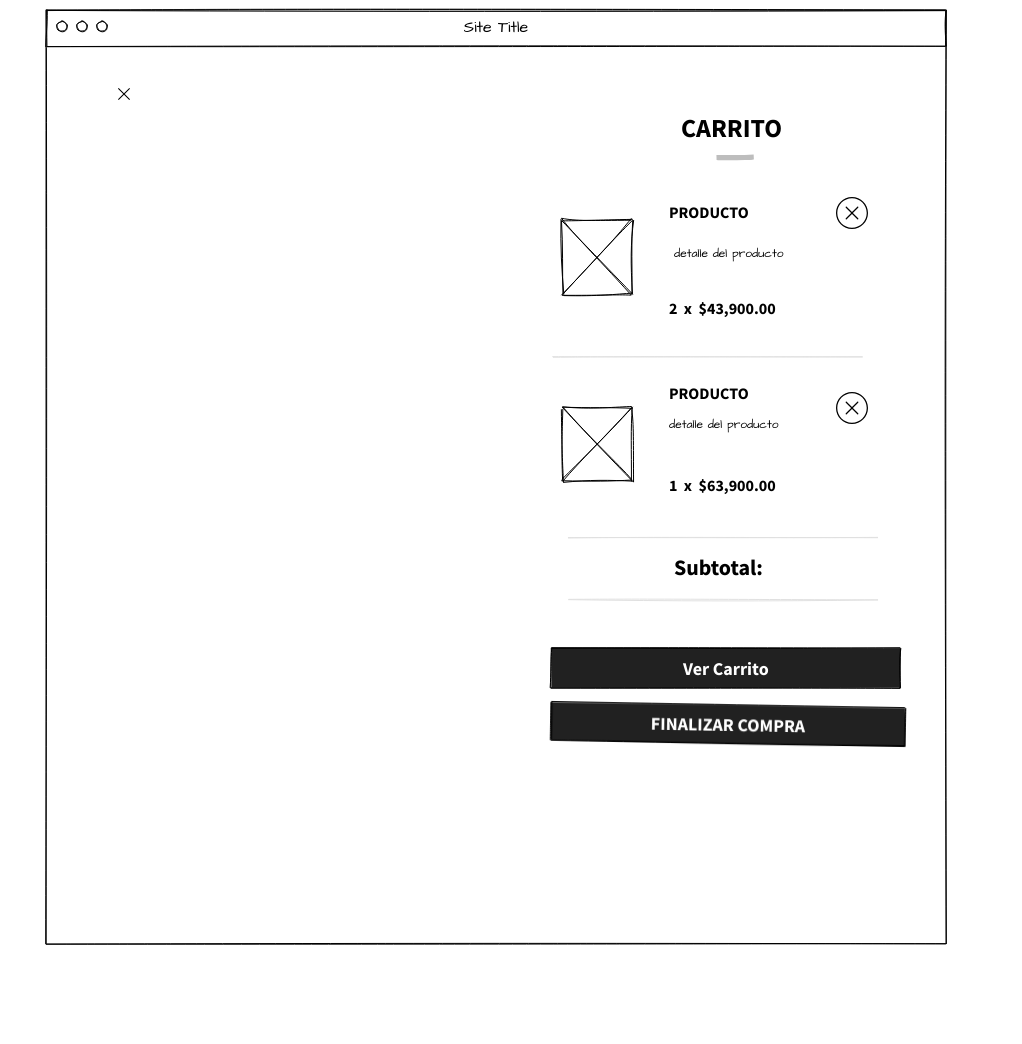 Site Title
CARRITO
PRODUCTO
detalle del producto
2 x $43,900.00
PRODUCTO
detalle del producto
1 x $63,900.00
Subtotal:
Ver Carrito
FINALIZAR COMPRA